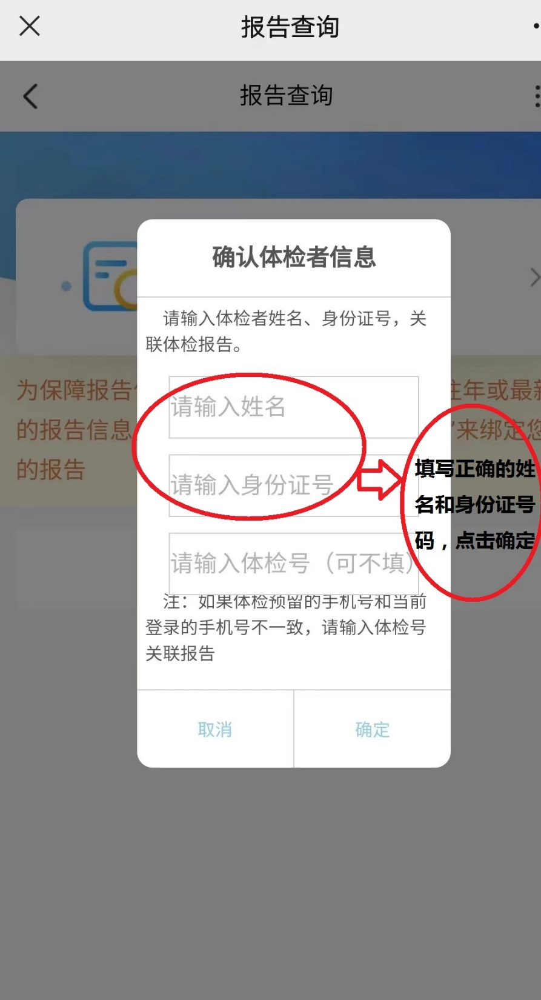 报告查询
报告查询
确认体检者信息
请输入体检者姓名、身份证号，关
联体检报告。
为保障报告
往年或最新
请输入姓名
的报告信息
”来绑定您
的报告
请输入身份证号
填写正确的姓
名和身份证号
码，点击确定
请输入体检号（可不填）
注：如果体检预留的手机号和当前
登录的手机号不一致，请输入体检号
关联报告
取消
确定